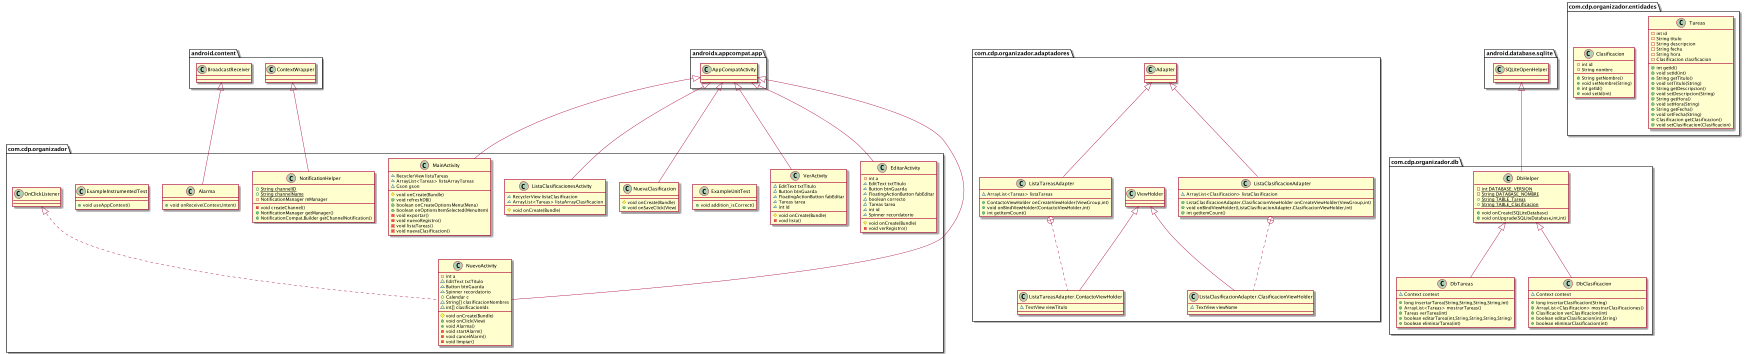 com.cdp.organizador.entidades
C Tareas
int id
String titulo
String descripcion
String fecha
String hora
Clasificacion clasificacion
int getId()
void setId(int)
String getTitulo()
void setTitulo(String)
String getDescripcion()
void setDescripcion(String)
String getHora()
void setHora(String)
String getFecha()
void setFecha(String)
Clasificacion getClasificacion()
void setClasificacion(Clasificacion)
C Clasificacion
int id
String nombre
String getNombre()
void setNombre(String)
int getId()
void setId(int)
android.content
C BroadcastReceiver
C ContextWrapper
androidx.appcompat.app
C AppCompatActivity
com.cdp.organizador.adaptadores
C Adapter
C ListaTareasAdapter
ArrayList<Tareas> listaTareas
ContactoViewHolder onCreateViewHolder(ViewGroup,int)
void onBindViewHolder(ContactoViewHolder,int)
int getItemCount()
C ViewHolder
C ListaClasificacionAdapter
ArrayList<Clasificacion> listaClasificacion
ListaClasificacionAdapter.ClasificacionViewHolder onCreateViewHolder(ViewGroup,int)
void onBindViewHolder(ListaClasificacionAdapter.ClasificacionViewHolder,int)
int getItemCount()
C ListaTareasAdapter.ContactoViewHolder
TextView viewTitulo
C ListaClasificacionAdapter.ClasificacionViewHolder
TextView viewName
android.database.sqlite
C SQLiteOpenHelper
com.cdp.organizador.db
C DbHelper
int DATABASE_VERSION
String DATABASE_NOMBRE
String TABLE_Tareas
String TABLE_Clasificacion
void onCreate(SQLiteDatabase)
void onUpgrade(SQLiteDatabase,int,int)
C DbTareas
Context context
long insertarTarea(String,String,String,String,int)
ArrayList<Tareas> mostrarTareas()
Tareas verTarea(int)
boolean editarTarea(int,String,String,String,String)
boolean eliminarTarea(int)
C DbClasificacion
Context context
long insertarClasificacion(String)
ArrayList<Clasificacion> mostrarClasificaciones()
Clasificacion verClasificacion(int)
boolean editarClasificacion(int,String)
boolean eliminarClasificacion(int)
com.cdp.organizador
C OnClickListener
C ExampleInstrumentedTest
void useAppContext()
C Alarma
void onReceive(Context,Intent)
C NotificationHelper
String channelID
String channelName
NotificationManager mManager
void createChannel()
NotificationManager getManager()
NotificationCompat.Builder getChannelNotification()
C MainActivity
RecyclerView listaTareas
ArrayList<Tareas> listaArrayTareas
Gson gson
void onCreate(Bundle)
void refreshDB()
boolean onCreateOptionsMenu(Menu)
boolean onOptionsItemSelected(MenuItem)
void nuevoRegistro()
void exportar()
void listaTareas()
void nuevaClasificacion()
C ListaClasificacionesActivity
RecyclerView listaClasificacion
ArrayList<Tareas> listaArrayClasificacion
void onCreate(Bundle)
C NuevaClasificacion
void onCreate(Bundle)
void onSaveClick(View)
C ExampleUnitTest
void addition_isCorrect()
C VerActivity
EditText txtTitulo
Button btnGuarda
FloatingActionButton fabEditar
Tareas tarea
int id
void onCreate(Bundle)
void lista()
C EditarActivity
int a
EditText txtTitulo
Button btnGuarda
FloatingActionButton fabEditar
boolean correcto
Tareas tarea
int id
Spinner recordatorio
void onCreate(Bundle)
void verRegistro()
C NuevoActivity
int a
EditText txtTitulo
Button btnGuarda
Spinner recordatorio
Calendar c
String[] clasificacionNombres
int[] clasificacionIds
void onCreate(Bundle)
void onClick(View)
void Alarma()
void startAlarm()
void cancelAlarm()
void limpiar()